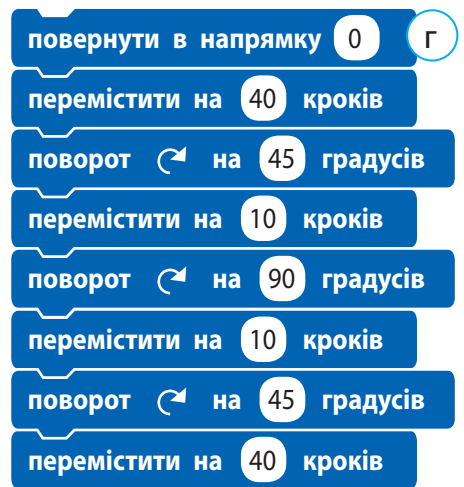 повернути в напрямку 0 г
перемістити на 40 кроків
поворот на 45 градусів
перемістити на 10 кроків
поворот на 90 градусів
перемістити на 10 кроків
поворот на 45 градусів
перемістити на 40 кроків